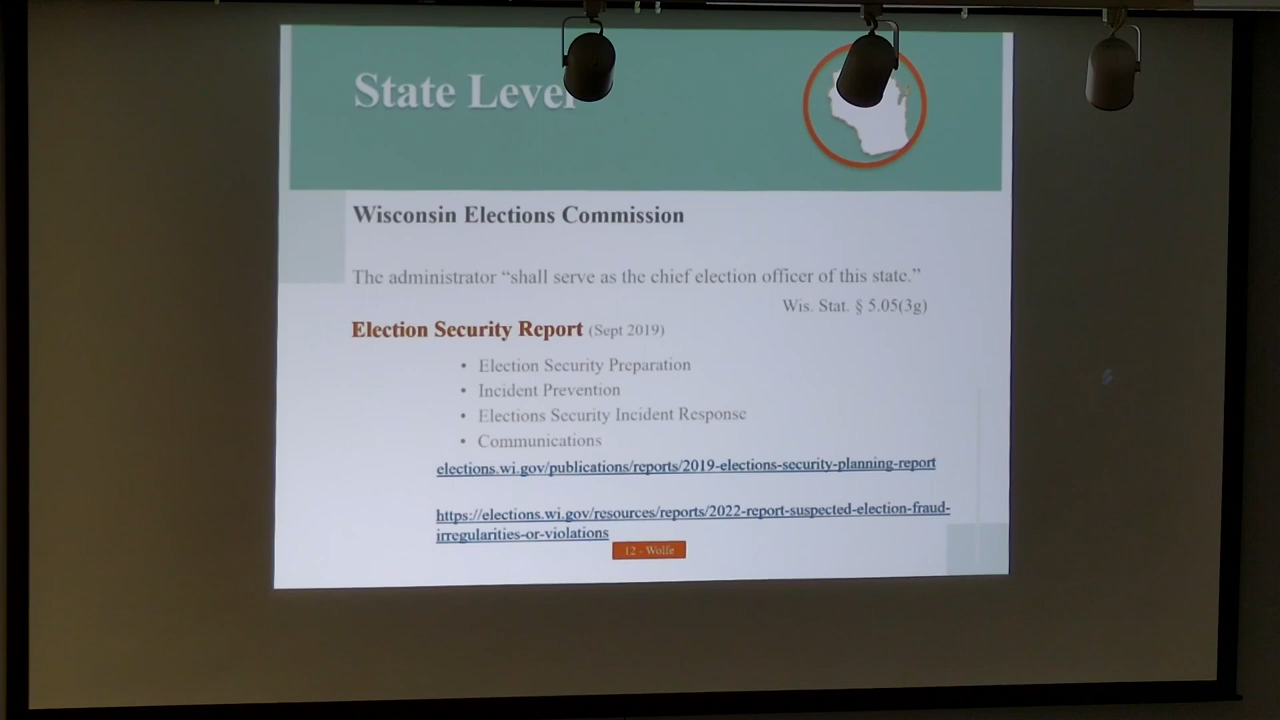 State Level
Wisconsin Elections Commission
The administrator “shall serve as the chief election officer of this state.”
Wis. Stat. § 5.05(3g)
Election Security Report (Sept 2019)
• Election Security Preparation
• Incident Prevention
• Elections Security Incident Response
• Communications
elections.wi.gov/publications/reports/2019-elections-security-planning-report
https://elections.wi.gov/resources/reports/2022-report-suspected-election-fraud-
irregularities-or-violations
12 - Wolfe